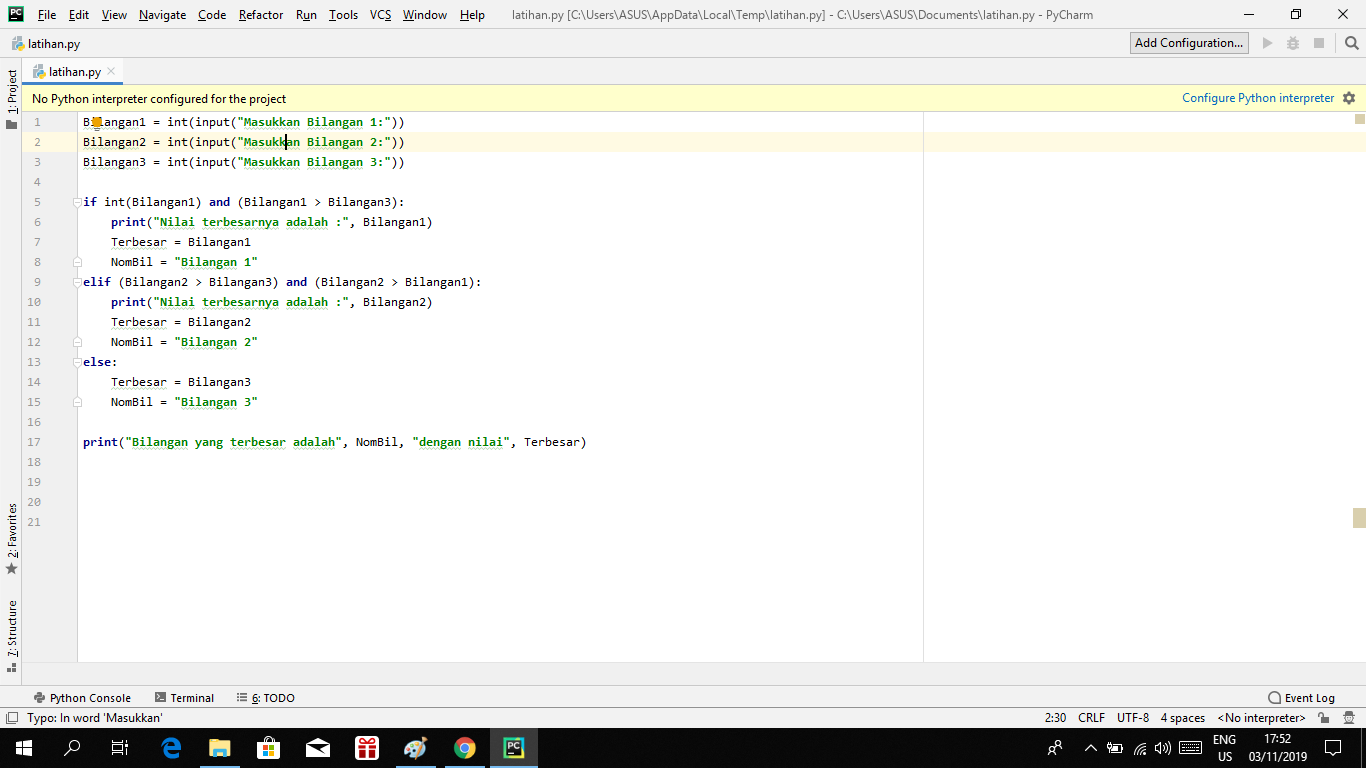 File Edit View Navigate Code Refactor Run Tools VCS Window Help latihan.py [C:\Users\ASUS\AppData\Local\Temp\latihan.py] - C:\Users\ASUS\Documents\latihan.py - PyCharm
latihan.py Add Configuration...
1: Project
latihan.py
No Python interpreter configured for the project Configure Python interpreter
1 Bilangan1 = int(input("Masukkan Bilangan 1:"))
2 Bilangan2 = int(input("Masukkan Bilangan 2:"))
3 Bilangan3 = int(input("Masukkan Bilangan 3:"))
4
5 if int(Bilangan1) and (Bilangan1 > Bilangan3):
6     print("Nilai terbesarnya adalah :", Bilangan1)
7     Terbesar = Bilangan1
8     NomBil = "Bilangan 1"
9 elif (Bilangan2 > Bilangan3) and (Bilangan2 > Bilangan1):
10     print("Nilai terbesarnya adalah :", Bilangan2)
11     Terbesar = Bilangan2
12     NomBil = "Bilangan 2"
13 else:
14     Terbesar = Bilangan3
15     NomBil = "Bilangan 3"
16
17 print("Bilangan yang terbesar adalah", NomBil, "dengan nilai", Terbesar)
18
19
20
21
2: Favorites
7: Structure
Python Console Terminal 6: TODO Event Log
Typo: In word 'Masukkan' 2:30 CRLF UTF-8 4 spaces <No interpreter>
PC
ENG
US
17:52
03/11/2019